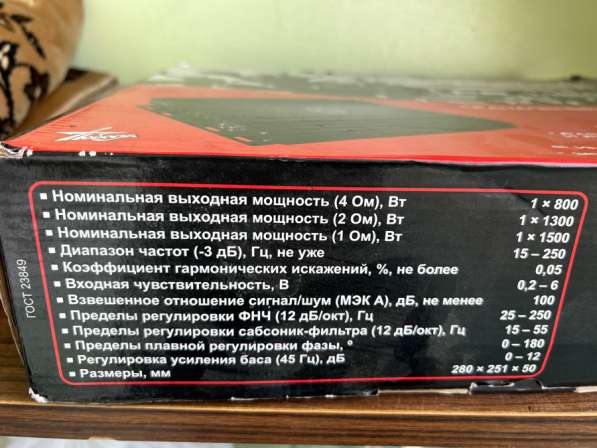 ГОСТ 23849
▪ Номинальная выходная мощность (4 Ом), Вт 1 × 800
▪ Номинальная выходная мощность (2 Ом), Вт 1 × 1300
▪ Номинальная выходная мощность (1 Ом), Вт 1 × 1500
▪ Диапазон частот (-3 дБ), Гц, не уже 15 – 250
▪ Коэффициент гармонических искажений, %, не более 0,05
▪ Входная чувствительность, В 0,2 – 6
▪ Взвешенное отношение сигнал/шум (МЭК А), дБ, не менее 100
▪ Пределы регулировки ФНЧ (12 дБ/окт), Гц 25 – 250
▪ Пределы регулировки сабсоник-фильтра (12 дБ/окт), Гц 15 – 55
▪ Пределы плавной регулировки фазы, º 0 – 180
▪ Регулировка усиления баса (45 Гц), дБ 0 – 12
▪ Размеры, мм 280 × 251 × 50